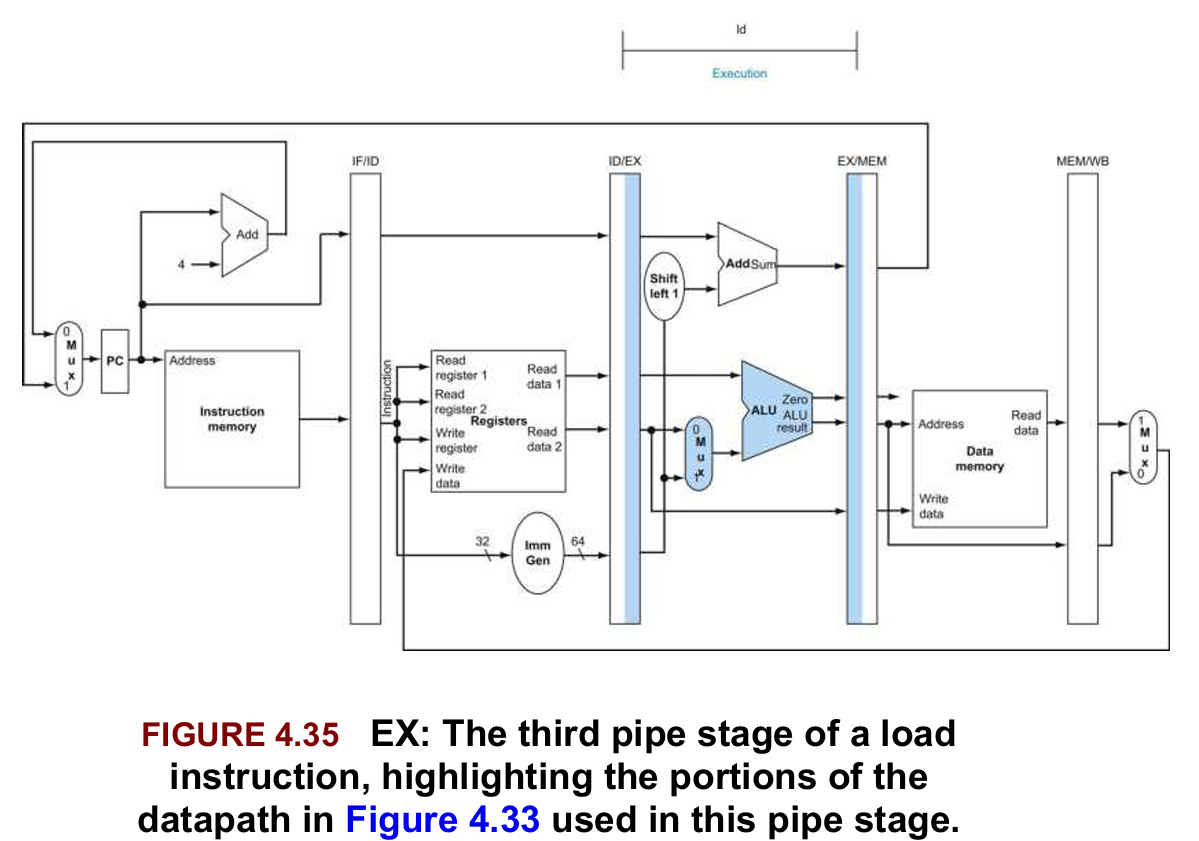 ld
Execution
IF/ID
ID/EX
EX/MEM
MEM/WB
Add
4
Shift
left 1
AddSum
0
M
u
x
1
PC
Address
Instruction
memory
Instruction
Read
register 1
Read
register 2
Registers
Write
register
Write
data
Read
data 1
Read
data 2
0
M
u
x
1
ALU
Zero
ALU
result
Address
Read
data
Data
memory
Write
data
1
M
u
x
0
32
Imm
Gen
64
FIGURE 4.35 EX: The third pipe stage of a load
instruction, highlighting the portions of the
datapath in Figure 4.33 used in this pipe stage.